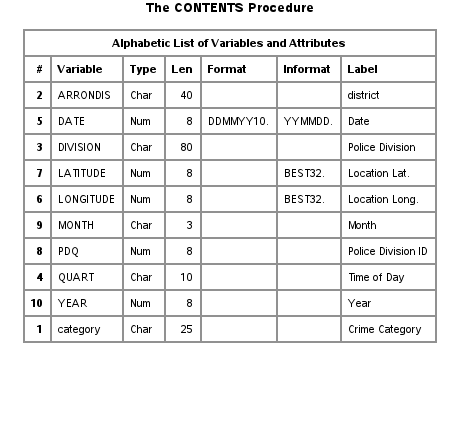 The CONTENTS Procedure
Alphabetic List of Variables and Attributes
# Variable Type Len Format Informat Label
2 ARRONDIS Char 40 district
5 DATE Num 8 DDMMYY10. YYMMDD. Date
3 DIVISION Char 80 Police Division
7 LATITUDE Num 8 BEST32. Location Lat.
6 LONGITUDE Num 8 BEST32. Location Long.
9 MONTH Char 3 Month
8 PDQ Num 8 Police Division ID
4 QUART Char 10 Time of Day
10 YEAR Num 8 Year
1 category Char 25 Crime Category